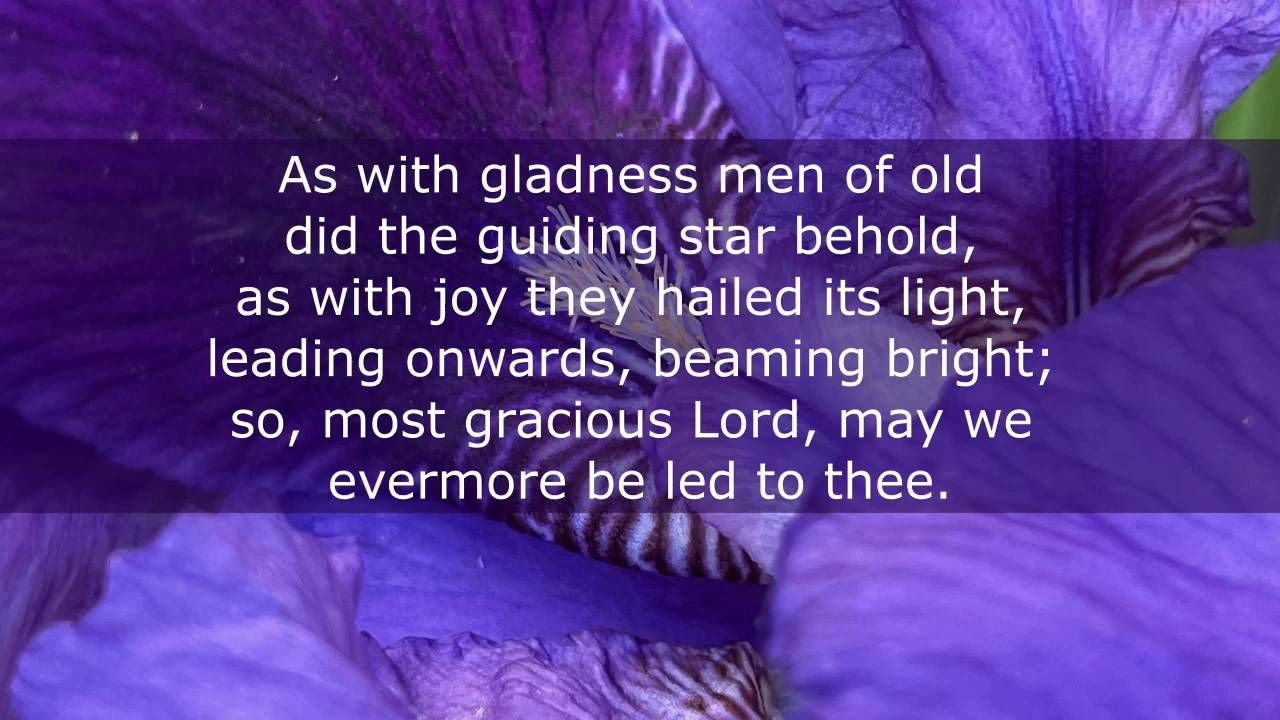 As with gladness men of old
did the guiding star behold,
as with joy they hailed its light,
leading onwards, beaming bright;
so, most gracious Lord, may we
evermore be led to thee.